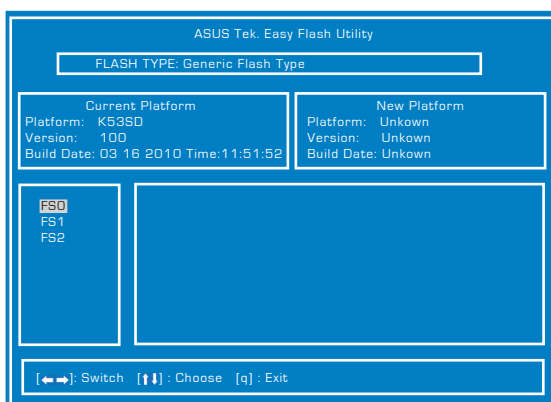 ASUS Tek. Easy Flash Utility
FLASH TYPE: Generic Flash Type
Current Platform
Platform: K53SD
Version: 100
Build Date: 03 16 2010 Time:11:51:52
New Platform
Platform: Unkown
Version: Unkown
Build Date: Unkown
FS0
FS1
FS2
[←→]: Switch [↑↓] : Choose [q] : Exit